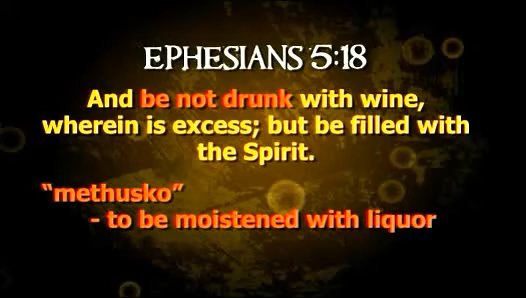 EPHESIANS 5:18
And be not drunk with wine,
wherein is excess; but be filled with
the Spirit.
“methusko”
- to be moistened with liquor